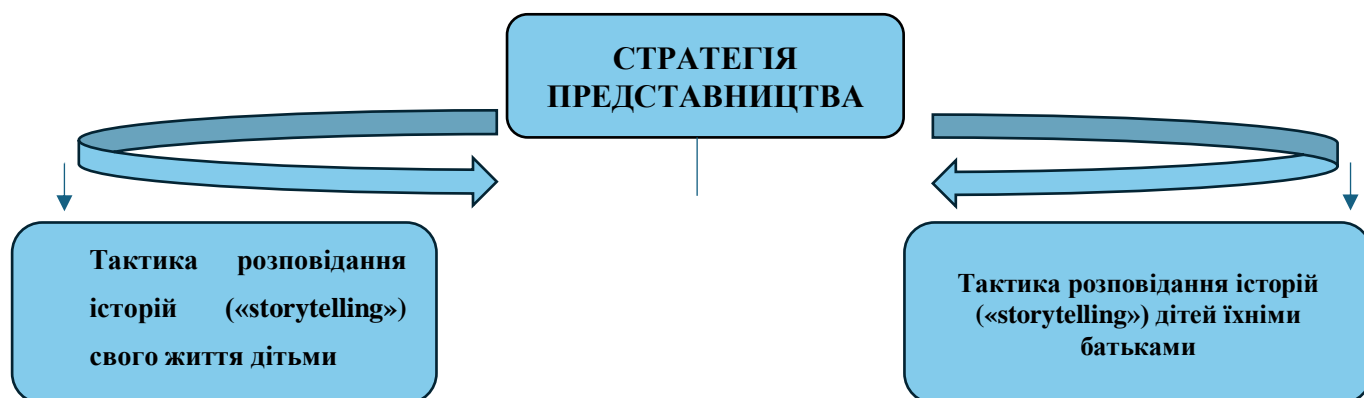 СТРАТЕГІЯ
ПРЕДСТАВНИЦТВА
Тактика розповідання
історій («storytelling»)
свого життя дітьми
Тактика розповідання історій
(«storytelling») дітей їхніми
батьками